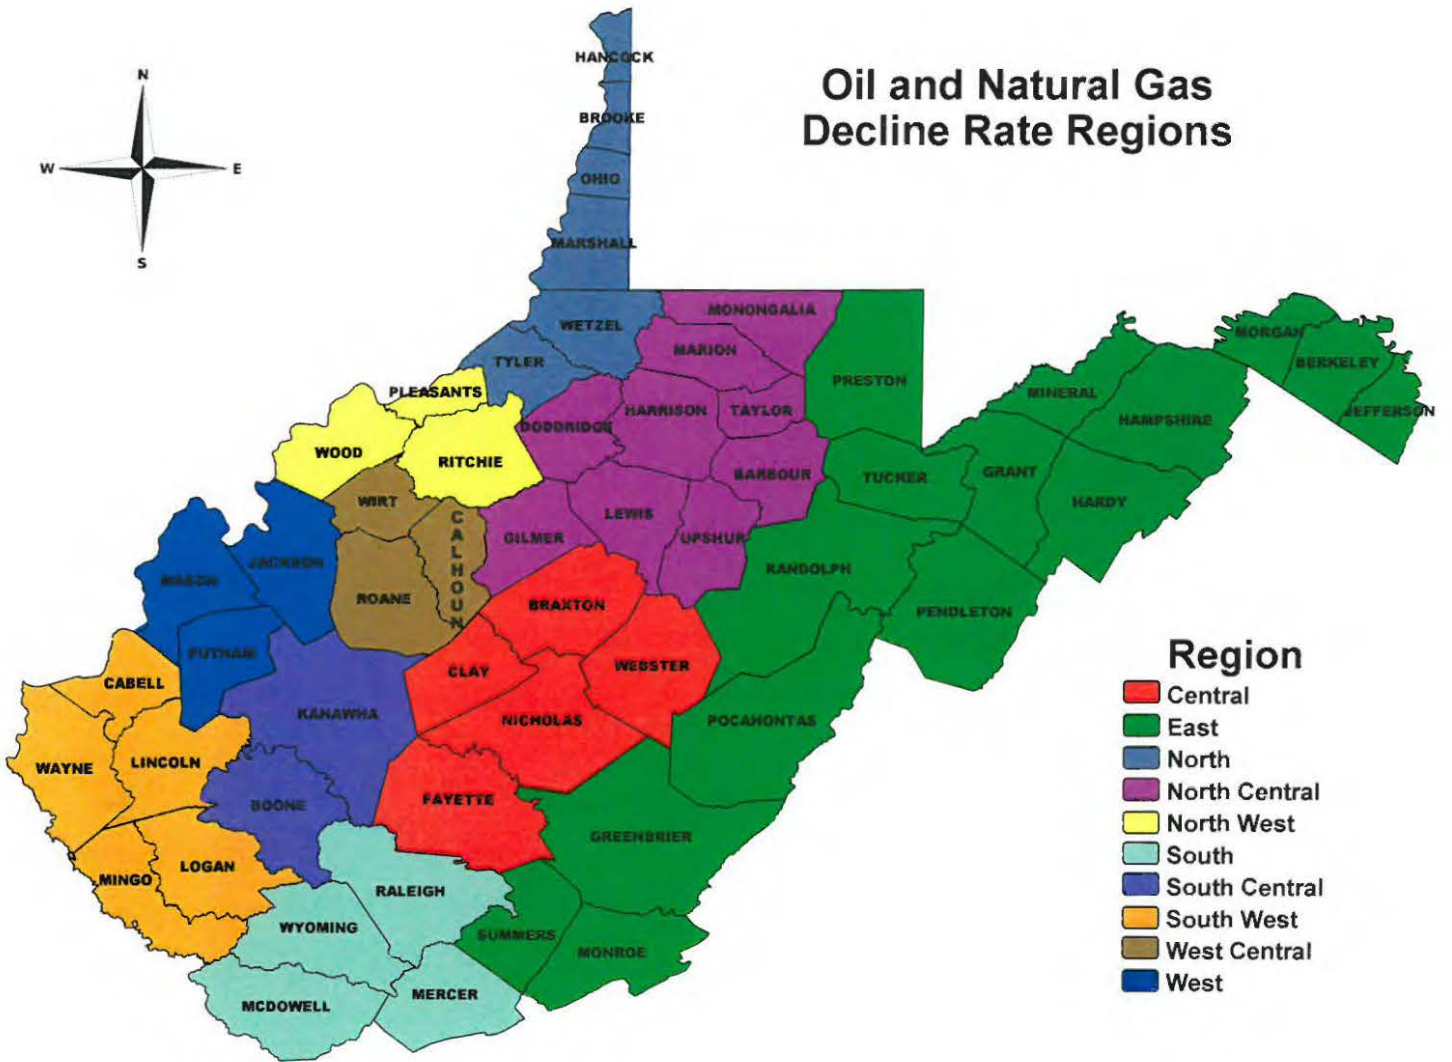 Oil and Natural Gas
Decline Rate Regions
N
W
E
S
HANCOCK
BROOKE
OHIO
MARSHALL
WETZEL
TYLER
MONONGALIA
MARION
PRESTON
PLEASANTS
HARRISON
TAYLOR
DODDRIDGE
WOOD
RITCHIE
BARBOUR
TUCKER
MINERAL
HAMPSHIRE
MORGAN
BERKELEY
JEFFERSON
GRANT
HARDY
WIRT
CALHOUN
GILMER
LEWIS
UPSHUR
RANDOLPH
PENDLETON
MASON
JACKSON
ROANE
BRAXTON
PUTNAM
CLAY
WEBSTER
CABELL
KANAWHA
NICHOLAS
POCAHONTAS
WAYNE
LINCOLN
BOONE
FAYETTE
GREENBRIER
MINGO
LOGAN
RALEIGH
WYOMING
SUMMERS
MONROE
MCDOWELL
MERCER
Region
Central
East
North
North Central
North West
South
South Central
South West
West Central
West